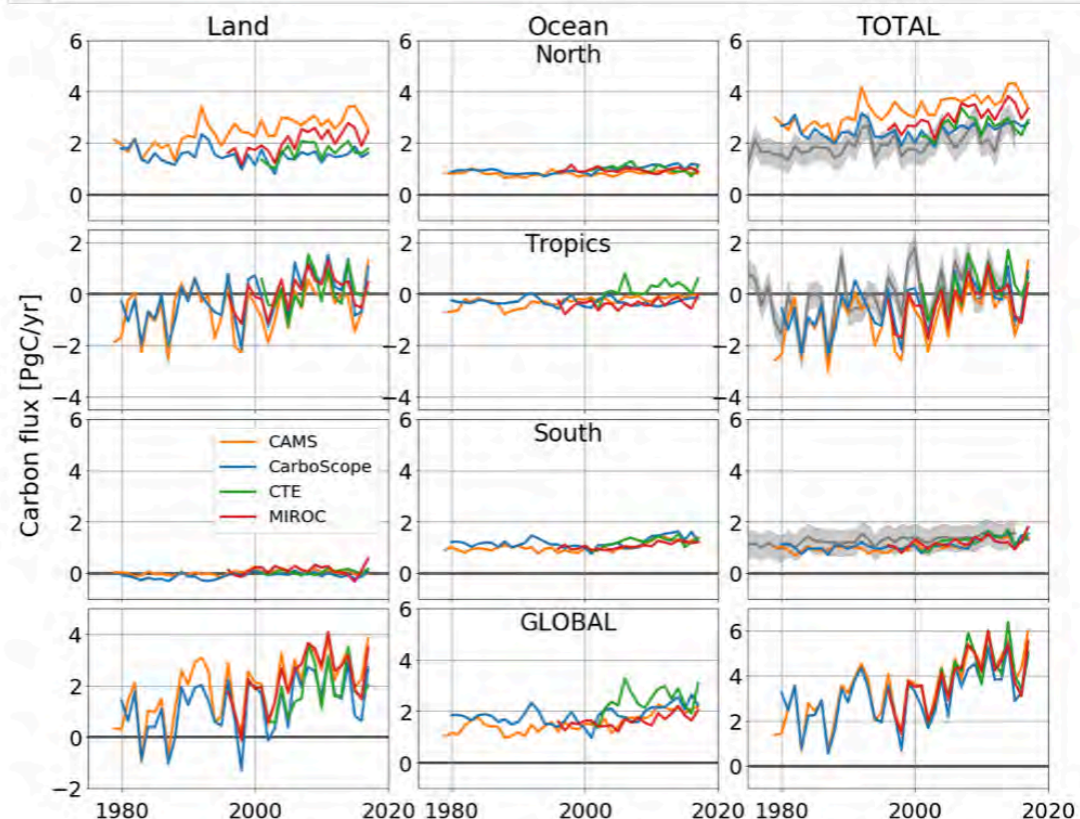 Land Ocean TOTAL
North
6 6 6
4 4 4
2 2 2
0 0 0
Tropics
2 2 2
0 0 0
−2 −2 −2
−4 −4 −4
Carbon flux [PgC/yr]
South
6 6 6
4 4 4
2 2 2
0 0 0
CAMS
CarboScope
CTE
MIROC
GLOBAL
4 6 6
2 4 4
0 2 2
−2 0 0
1980 2000 2020
1980 2000 2020
1980 2000 2020